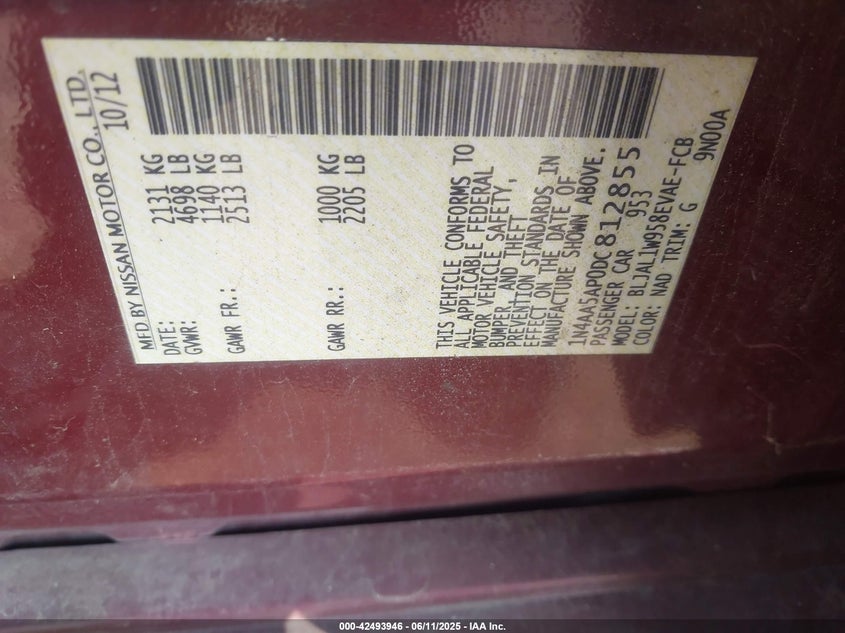 MFD BY NISSAN MOTOR CO., LTD.
DATE: 10/12
GVWR: 2131 KG
4698 LB
GAWR FR.: 1140 KG
2513 LB
GAWR RR.: 1000 KG
2205 LB
THIS VEHICLE CONFORMS TO
ALL APPLICABLE FEDERAL
MOTOR VEHICLE SAFETY,
BUMPER, AND THEFT
PREVENTION STANDARDS IN
EFFECT ON THE DATE OF
MANUFACTURE SHOWN ABOVE.
1N4AA5AP0DC812855
PASSENGER CAR 953
MODEL: BLJAL1W958EVAE-FCB
COLOR: NAD TRIM: G 9N00A
000-42493946 - 06/11/2025 - IAA Inc.